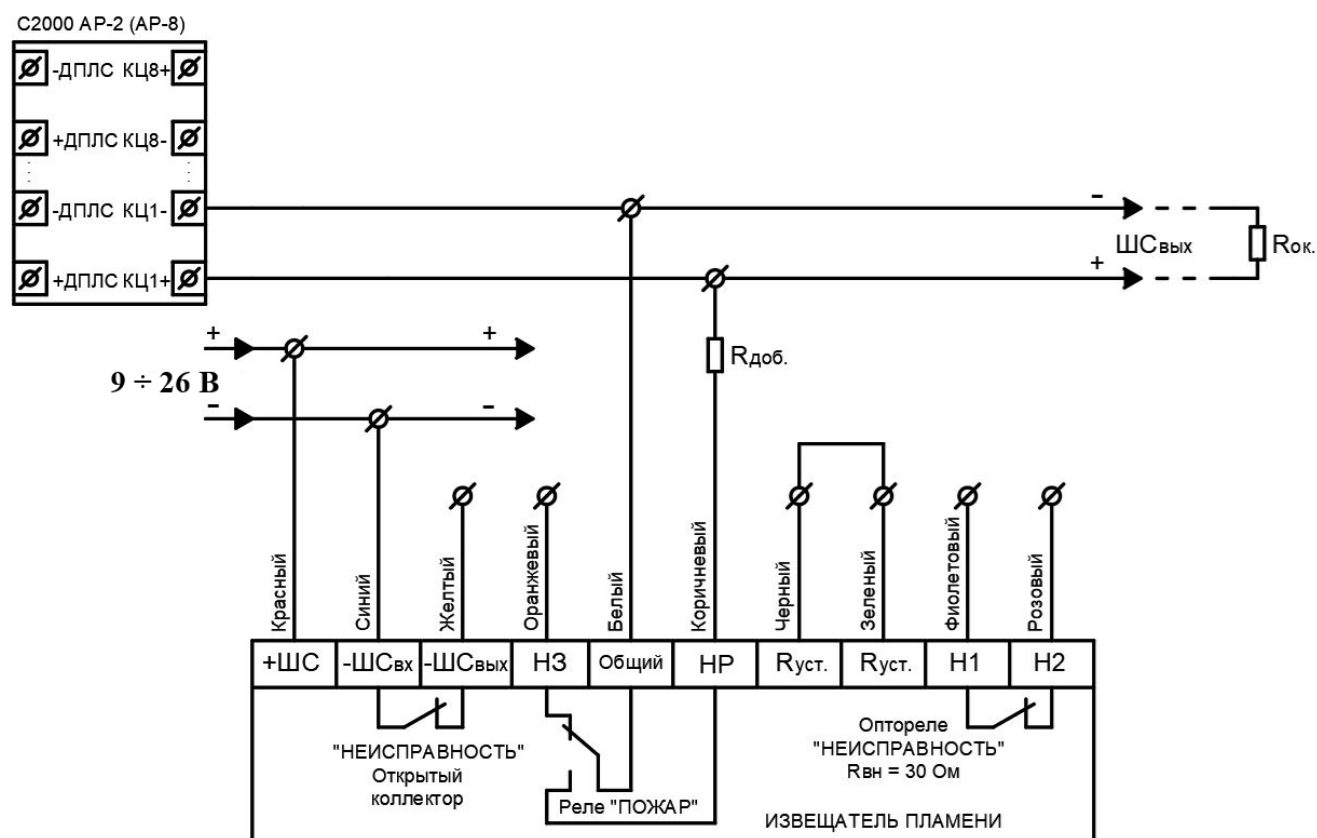 С2000 АР-2 (АР-8)
-ДПЛС КЦ8+
+ДПЛС КЦ8-
-ДПЛС КЦ1-
+ДПЛС КЦ1+
-
ШСвых
Rок.
+
+ +
9 ÷ 26 В
Rдоб.
- -
Красный
Синий
Желтый
Оранжевый
Белый
Коричневый
Черный
Зеленый
Фиолетовый
Розовый
+ШС -ШСвх -ШСвых НЗ Общий НР Rуст. Rуст. Н1 Н2
"НЕИСПРАВНОСТЬ"
Открытый
коллектор
Реле "ПОЖАР"
Оптореле
"НЕИСПРАВНОСТЬ"
Rвн = 30 Ом
ИЗВЕЩАТЕЛЬ ПЛАМЕНИ